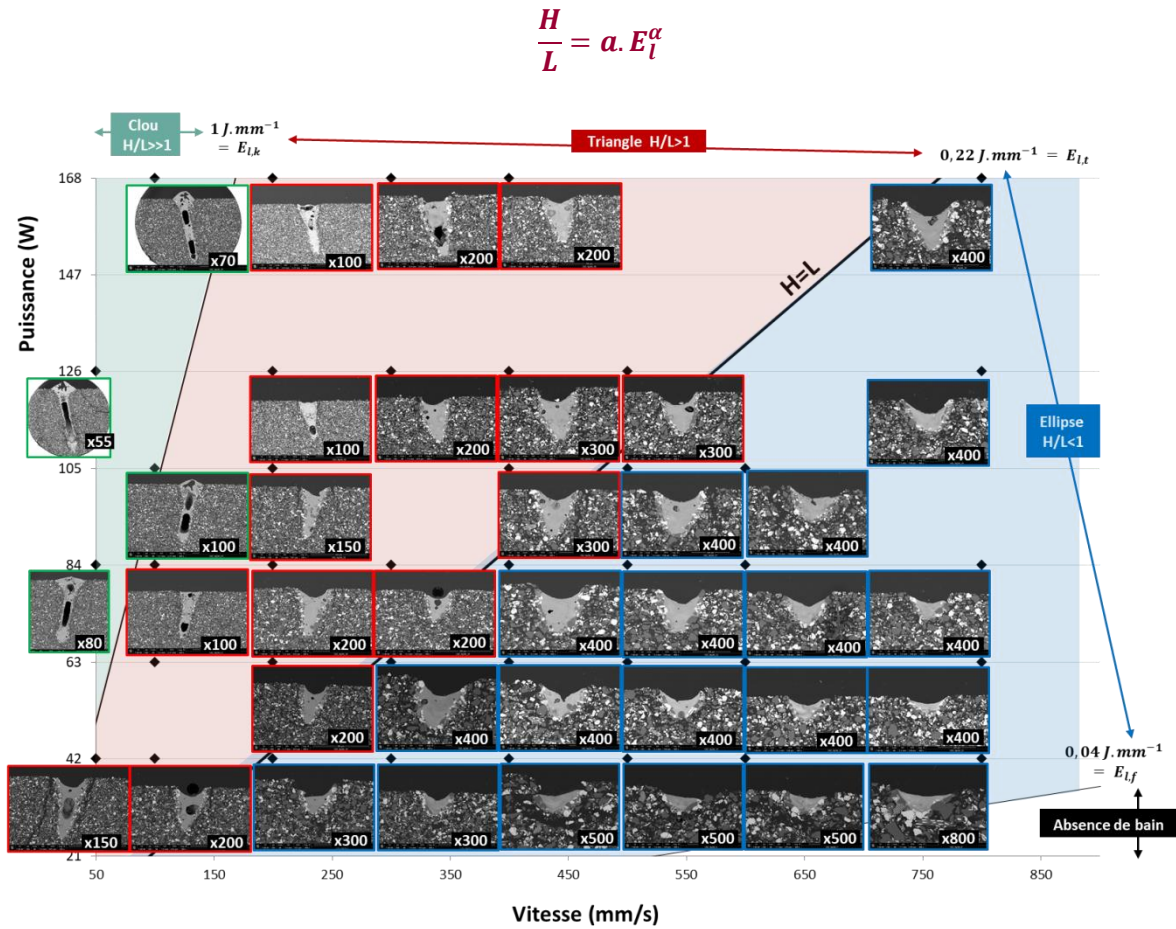 H/L = a. E_l^α
Clou
H/L>>1
1 J.mm⁻¹
= E_l,k
Triangle H/L>1
0,22 J.mm⁻¹ = E_l,t
168
147
126
105
84
63
42
21
Puissance (W)
H=L
x70
x100
x200
x200
x400
x55
x100
x200
x300
x300
x400
Ellipse
H/L<1
x100
x150
x300
x400
x400
x80
x100
x200
x200
x400
x400
x400
x400
x200
x400
x400
x400
x400
x400
0,04 J.mm⁻¹
= E_l,f
Absence de bain
x150
x200
x300
x300
x500
x500
x500
x800
50
150
250
350
450
550
650
750
850
Vitesse (mm/s)